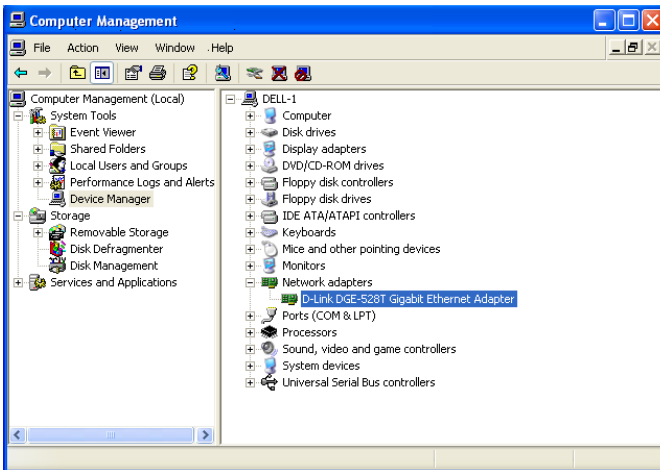 Computer Management
File Action View Window Help
Computer Management (Local)
System Tools
Event Viewer
Shared Folders
Local Users and Groups
Performance Logs and Alerts
Device Manager
Storage
Removable Storage
Disk Defragmenter
Disk Management
Services and Applications
DELL-1
Computer
Disk drives
Display adapters
DVD/CD-ROM drives
Floppy disk controllers
Floppy disk drives
IDE ATA/ATAPI controllers
Keyboards
Mice and other pointing devices
Monitors
Network adapters
D-Link DGE-528T Gigabit Ethernet Adapter
Ports (COM & LPT)
Processors
Sound, video and game controllers
System devices
Universal Serial Bus controllers